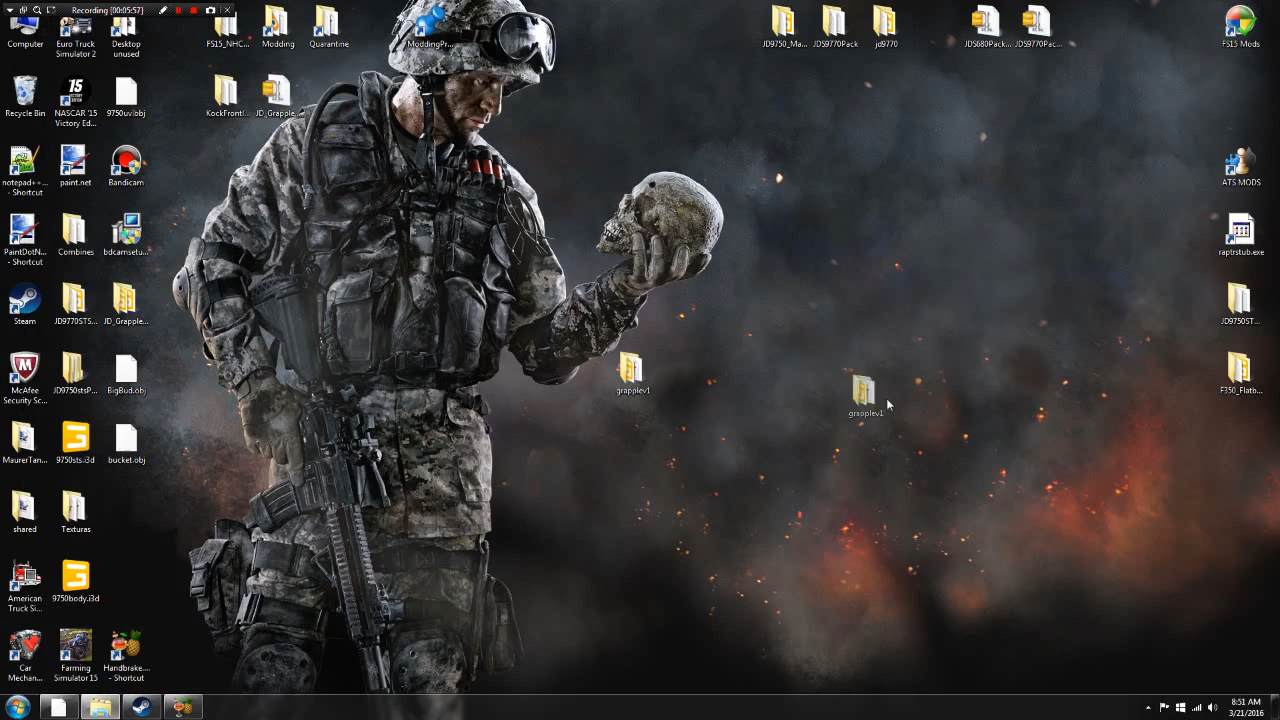 Recording [00:05:57]
Computer
Euro Truck
Simulator 2
Desktop
unused
FS15_NHC...
Modding
Quarantine
ModdingPr...
JD9750_Ma...
JDS9770Pack
jd9770
JDS680Pack...
JDS9770Pac...
FS15 Mods
Recycle Bin
NASCAR '15
Victory Ed...
9750uv.obj
KockFrontl...
JD_Grapple...
notepad++...
- Shortcut
paint.net
Bandicam
ATS MODS
PaintDotN...
- Shortcut
Combines
bdcamsetu...
raptrstub.exe
Steam
JD9770STS...
JD_Grapple...
JD9750ST...
McAfee
Security Sc...
JD9750stsP...
BigBud.obj
grapplev1
grapplev1
F350_Flatb...
MaurerTan...
9750sts.i3d
bucket.obj
shared
Texturas
American
Truck Si...
9750body.i3d
Car
Mechan...
Farming
Simulator 15
Handbrake....
- Shortcut
8:51 AM
3/21/2016